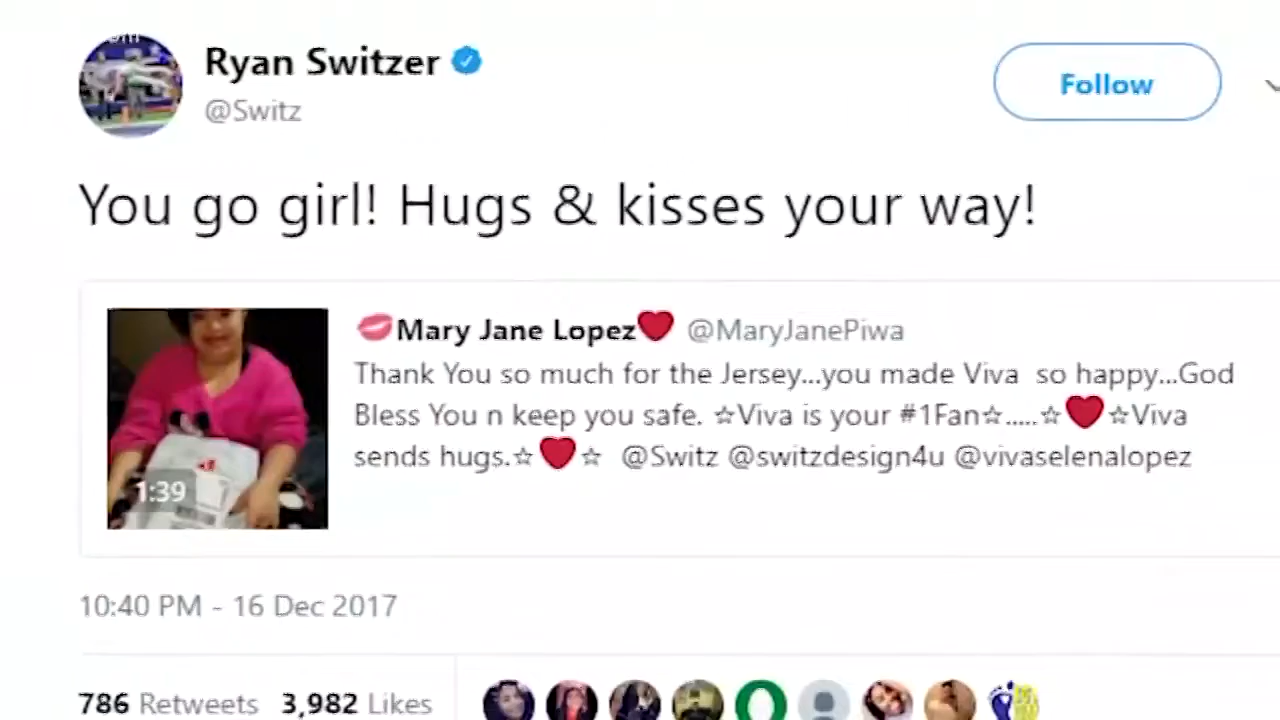 Ryan Switzer
@Switz
Follow
You go girl! Hugs & kisses your way!
💋Mary Jane Lopez❤ @MaryJanePiwa
Thank You so much for the Jersey...you made Viva so happy...God
Bless You n keep you safe. ☆Viva is your #1Fan☆.....☆❤☆Viva
sends hugs.☆❤☆ @Switz @switzdesign4u @vivaselenalopez
1:39
10:40 PM - 16 Dec 2017
786 Retweets 3,982 Likes